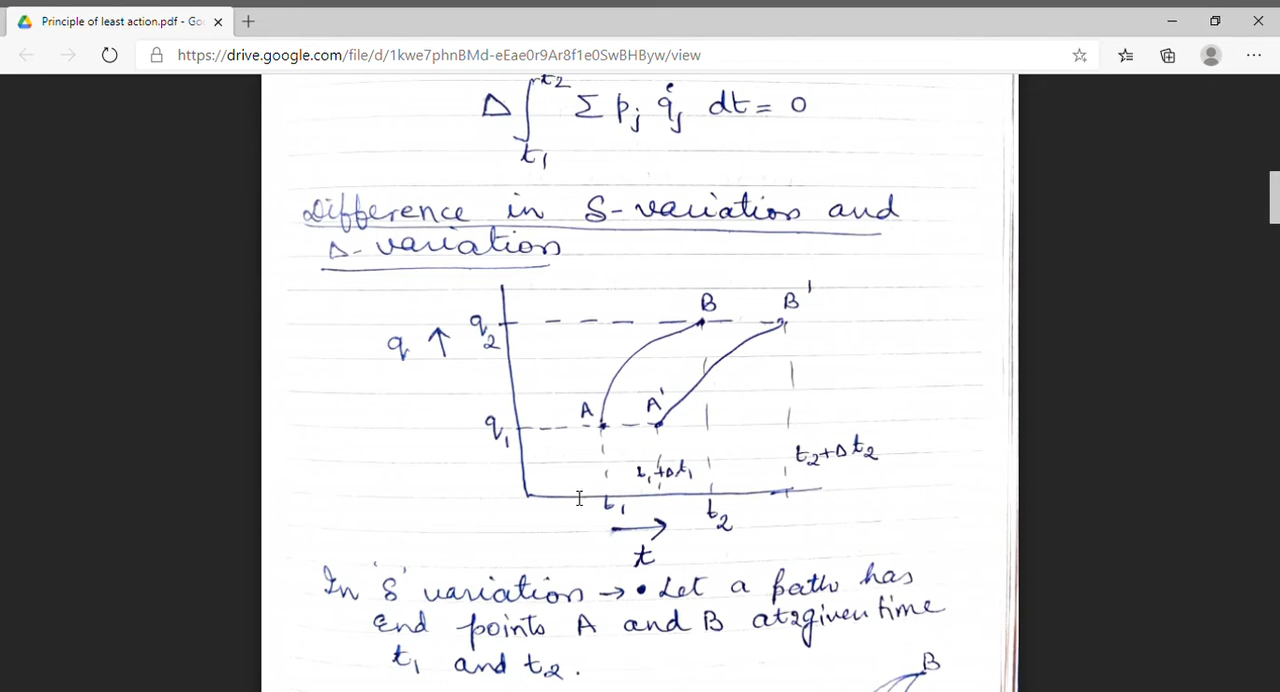 Principle of least action.pdf - Go
https://drive.google.com/file/d/1kwe7phnBMd-eEae0r9Ar8f1e0SwBHByw/view
Δ ∫ t1 t2 Σ pj q̇j dt = 0
Difference in δ-variation and
Δ-variation
B B'
q2
q ↑
A A'
q1
t2+Δt2
t1+Δt1
t1 t2
→
t
In 'δ' variation → • Let a path has
End points A and B at 2 given time
t1 and t2.
B